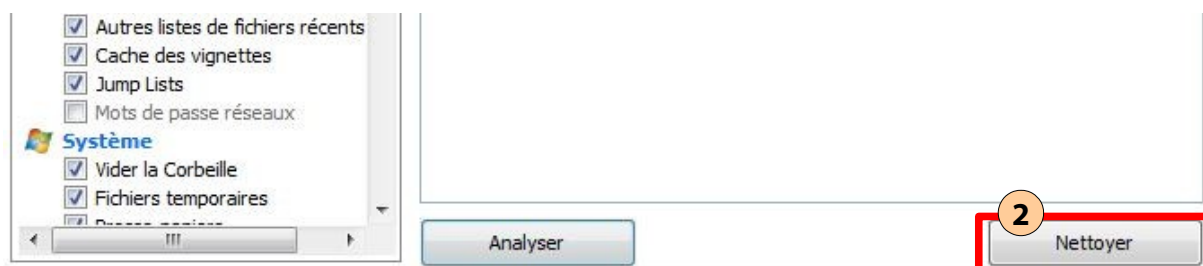 Autres listes de fichiers récents
Cache des vignettes
Jump Lists
Mots de passe réseaux
Système
Vider la Corbeille
Fichiers temporaires
2
Analyser
Nettoyer